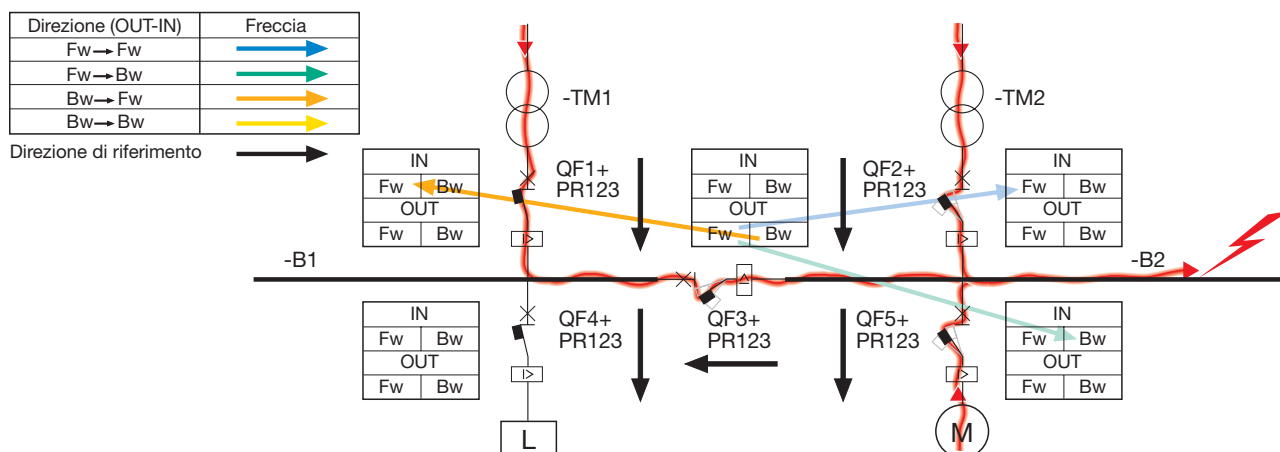 Direzione (OUT-IN) Freccia
Fw → Fw
Fw → Bw
Bw → Fw
Bw → Bw
Direzione di riferimento
-TM1
-TM2
IN
Fw Bw
OUT
Fw Bw
QF1+
PR123
IN
Fw Bw
OUT
Fw Bw
QF2+
PR123
IN
Fw Bw
OUT
Fw Bw
-B1
-B2
IN
Fw Bw
OUT
Fw Bw
QF4+
PR123
QF3+
PR123
QF5+
PR123
IN
Fw Bw
OUT
Fw Bw
I>
I>
I>
I>
I>
L
M